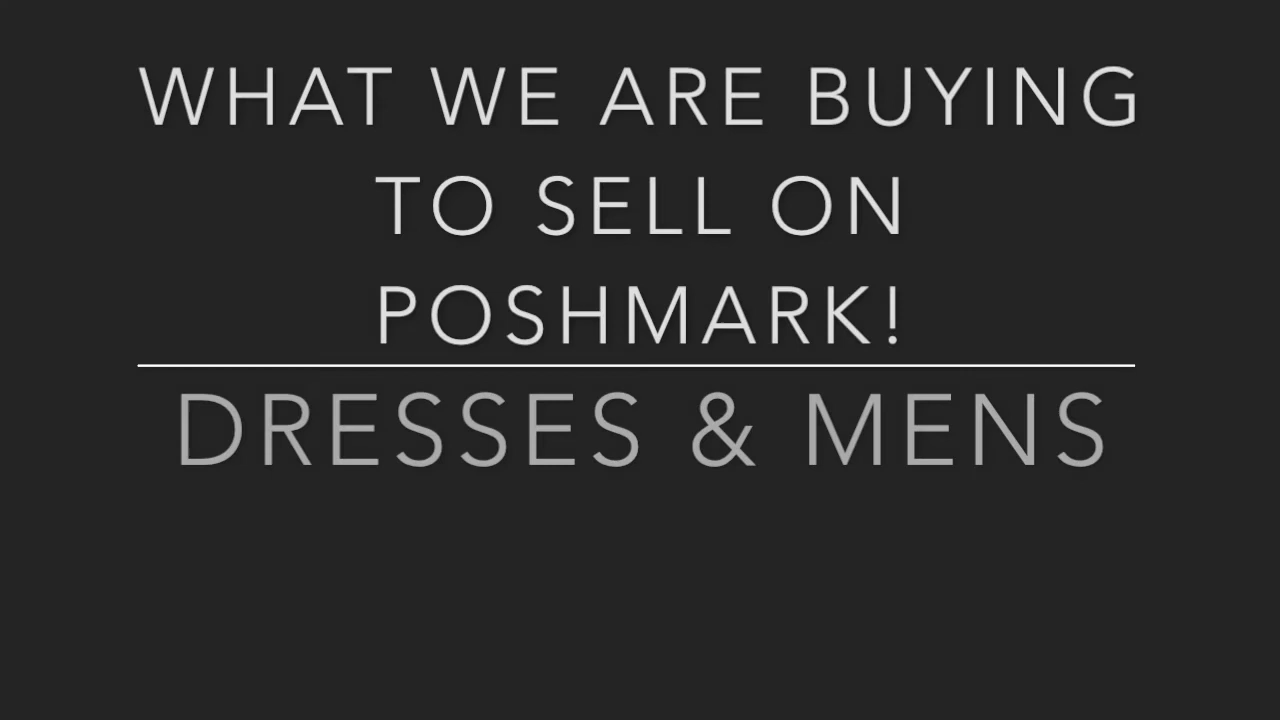 WHAT WE ARE BUYING
TO SELL ON
POSHMARK!
DRESSES & MENS